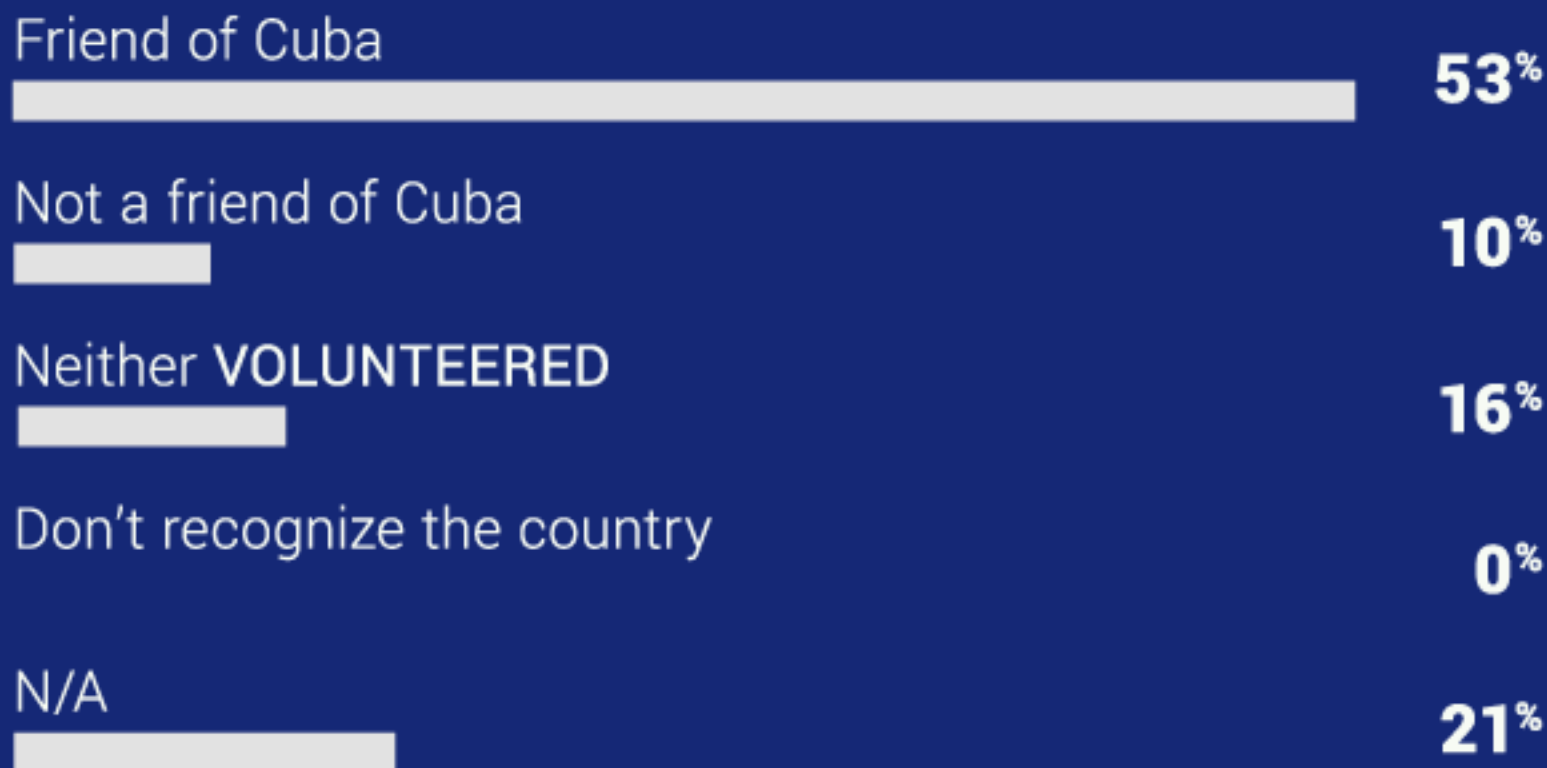 Friend of Cuba
53%
Not a friend of Cuba
10%
Neither VOLUNTEERED
16%
Don't recognize the country
0%
N/A
21%